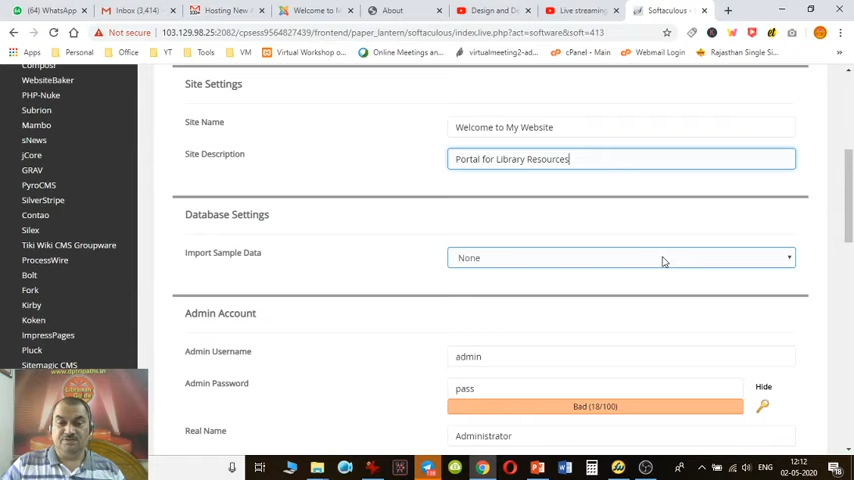 (64) WhatsApp
Inbox (3,414)
Hosting New A
Welcome to M
About
Design and De
Live streaming
Softaculous -
Not secure
103.129.98.25:2082/cpsess9564827439/frontend/paper_lantern/softaculous/index.live.php?act=software&soft=413
Apps
Personal
Office
YT
Tools
VM
Virtual Workshop o...
Online Meetings an...
virtualmeeting2-ad...
cPanel - Main
Webmail Login
Rajasthan Single Si...
WebsiteBaker
PHP-Nuke
Subrion
Mambo
sNews
jCore
GRAV
PyroCMS
SilverStripe
Contao
Silex
Tiki Wiki CMS Groupware
ProcessWire
Bolt
Fork
Kirby
Koken
ImpressPages
Pluck
Sitemagic CMS
Site Settings
Site Name
Welcome to My Website
Site Description
Portal for Library Resources
Database Settings
Import Sample Data
None
Admin Account
Admin Username
admin
Admin Password
pass
Hide
Bad (18/100)
Real Name
Administrator
ENG
12:12
02-05-2020